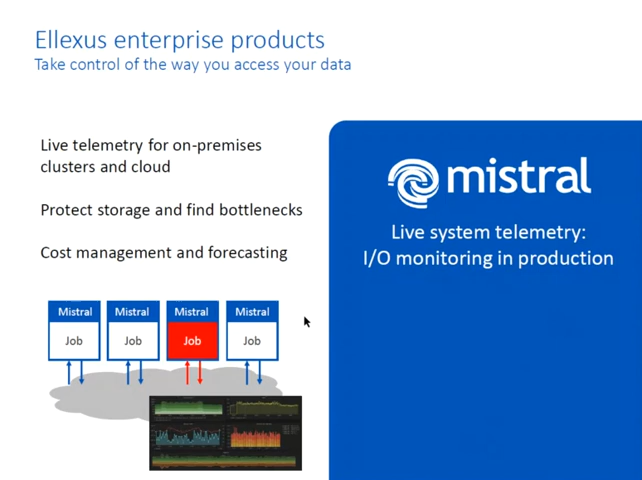 Ellexus enterprise products
Take control of the way you access your data
Live telemetry for on-premises
clusters and cloud
Protect storage and find bottlenecks
Cost management and forecasting
mistral
Live system telemetry:
I/O monitoring in production
Mistral Mistral Mistral Mistral
Job Job Job Job